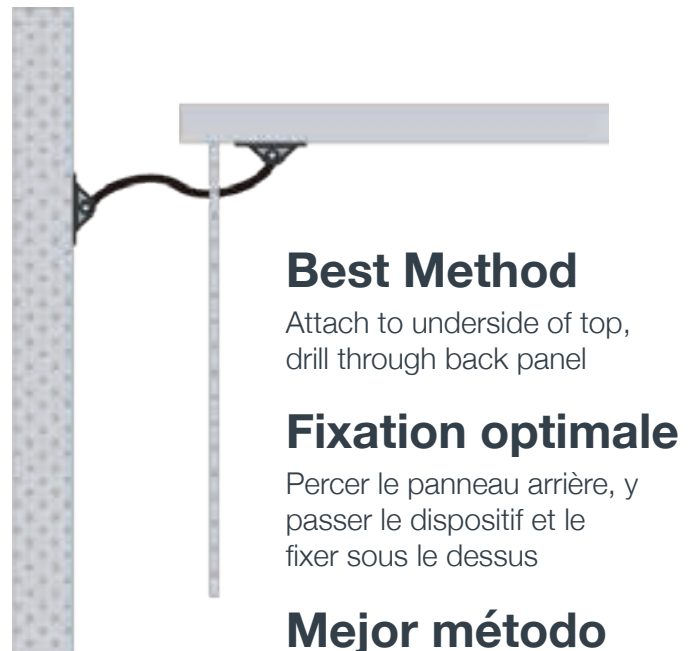 Best Method
Attach to underside of top,
drill through back panel
Fixation optimale
Percer le panneau arrière, y
passer le dispositif et le
fixer sous le dessus
Mejor método